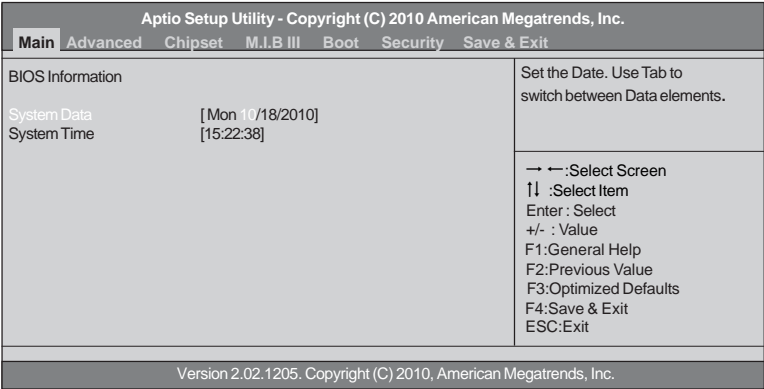 Aptio Setup Utility - Copyright (C) 2010 American Megatrends, Inc.
Main Advanced Chipset M.I.B III Boot Security Save & Exit
BIOS Information
System Data [ Mon 10/18/2010]
System Time [15:22:38]
Set the Date. Use Tab to
switch between Data elements.
→ ←:Select Screen
↑↓ :Select Item
Enter : Select
+/- : Value
F1:General Help
F2:Previous Value
F3:Optimized Defaults
F4:Save & Exit
ESC:Exit
Version 2.02.1205. Copyright (C) 2010, American Megatrends, Inc.